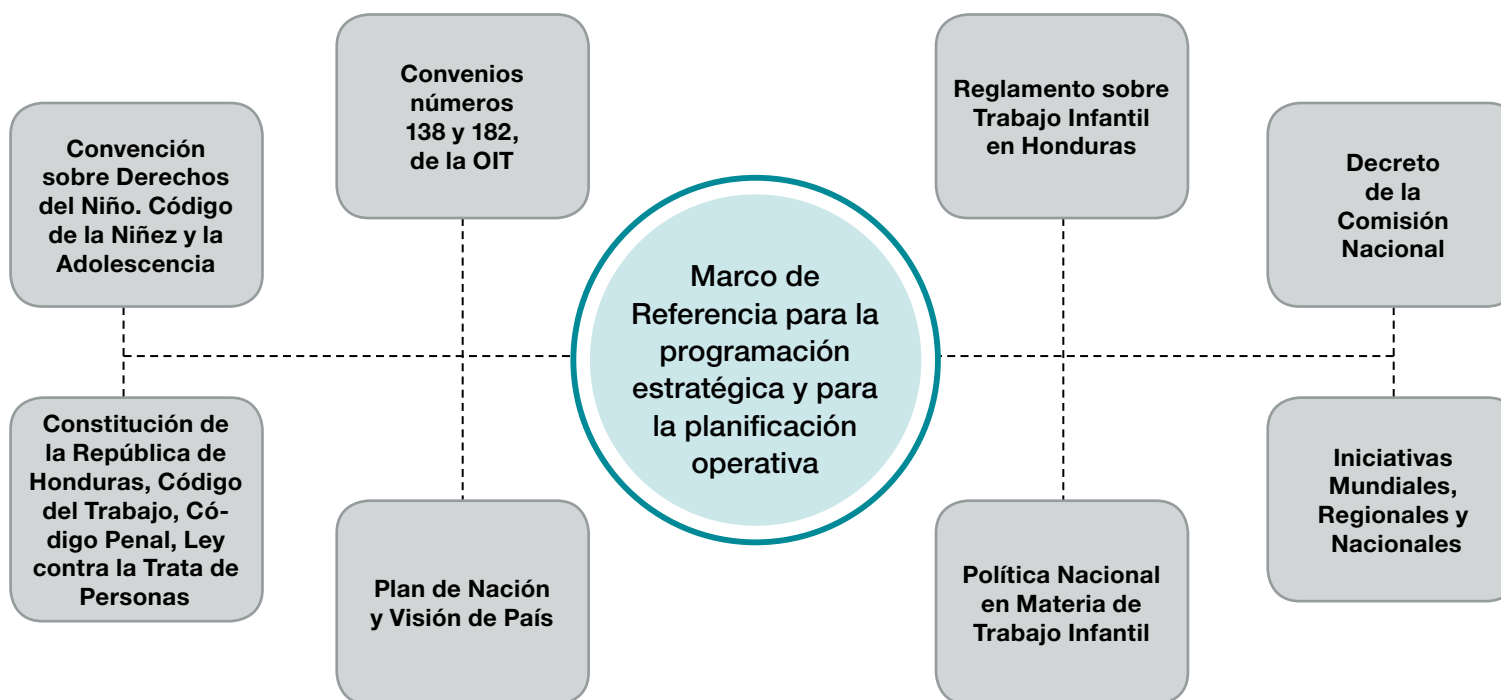 Convenios
números
138 y 182,
de la OIT
Reglamento sobre
Trabajo Infantil
en Honduras
Convención
sobre Derechos
del Niño. Código
de la Niñez y la
Adolescencia
Decreto
de la
Comisión
Nacional
Marco de
Referencia para la
programación
estratégica y para
la planificación
operativa
Constitución de
la República de
Honduras, Código
del Trabajo, Có-
digo Penal, Ley
contra la Trata de
Personas
Iniciativas
Mundiales,
Regionales y
Nacionales
Plan de Nación
y Visión de País
Política Nacional
en Materia de
Trabajo Infantil